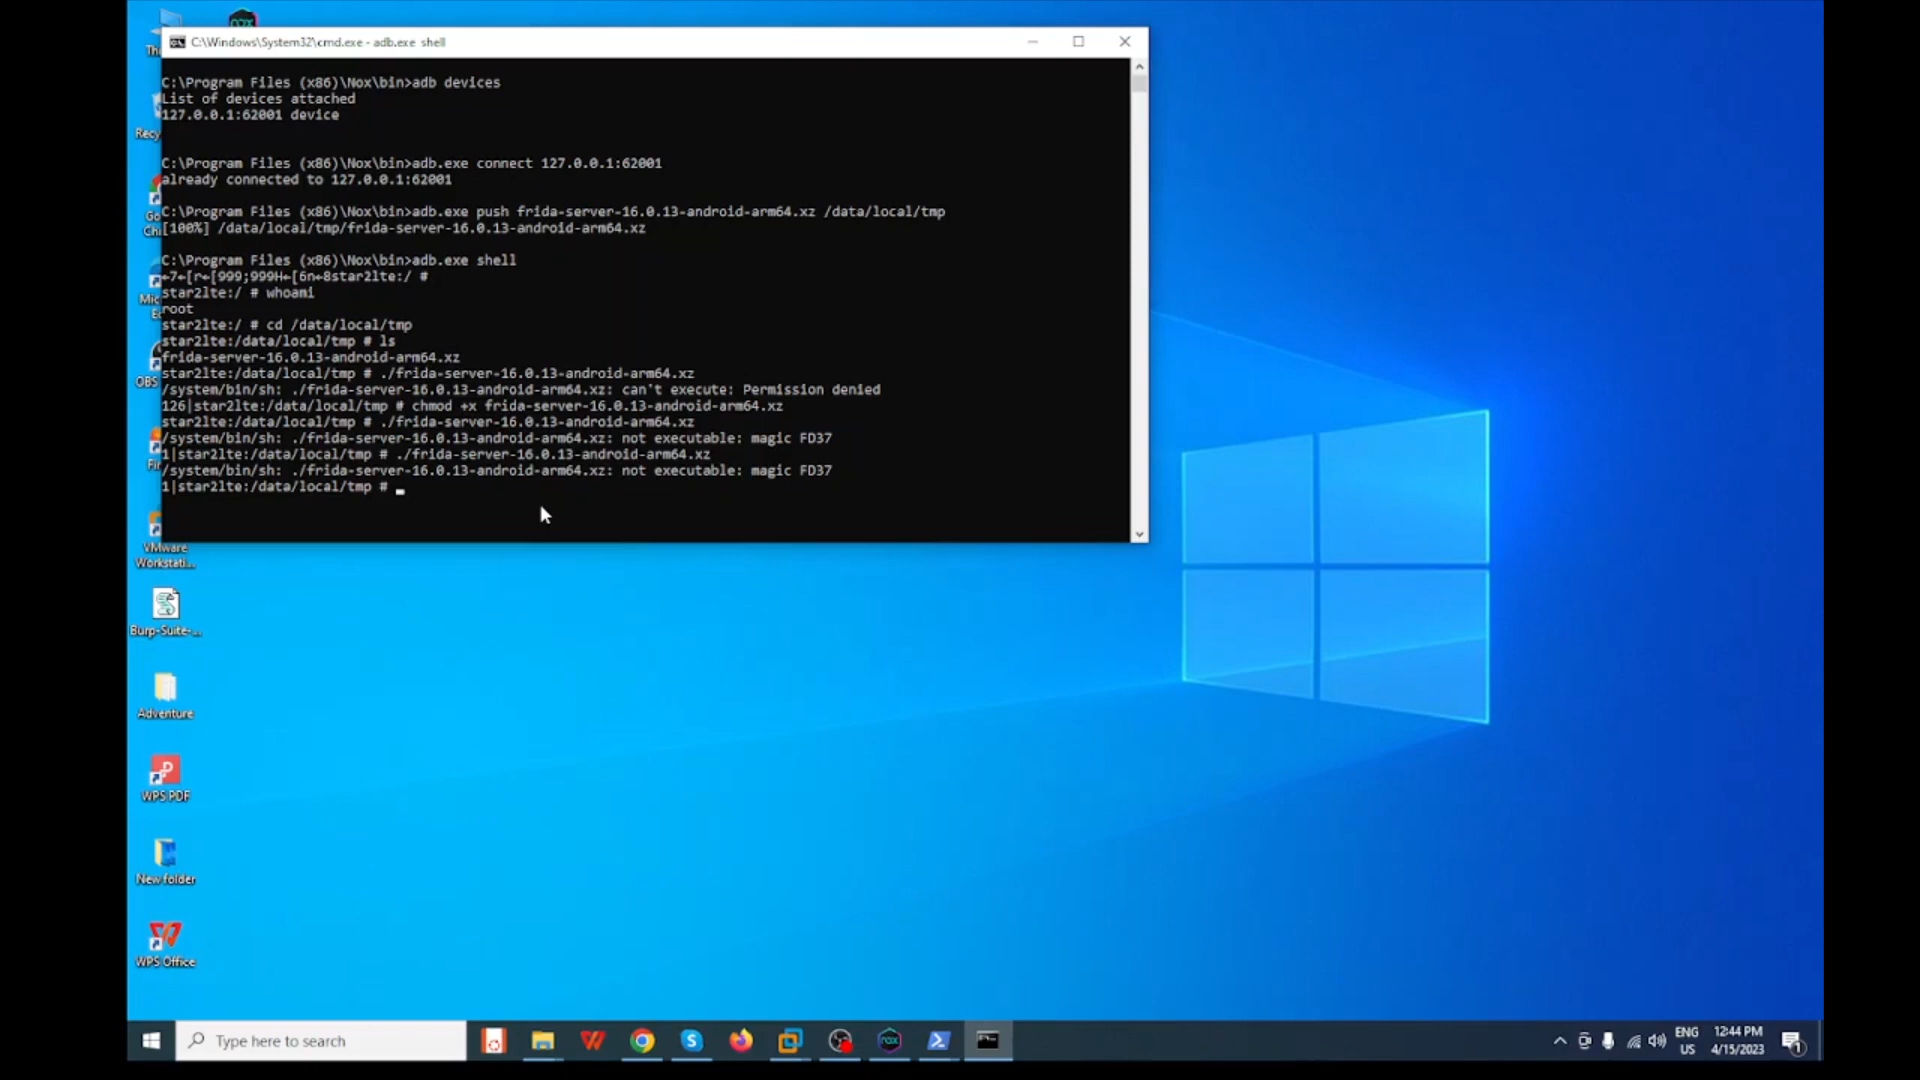 C:\Windows\System32\cmd.exe - adb.exe shell
C:\Program Files (x86)\Nox\bin>adb devices
List of devices attached
127.0.0.1:62001 device
C:\Program Files (x86)\Nox\bin>adb.exe connect 127.0.0.1:62001
already connected to 127.0.0.1:62001
C:\Program Files (x86)\Nox\bin>adb.exe push frida-server-16.0.13-android-arm64.xz /data/local/tmp
[100%] /data/local/tmp/frida-server-16.0.13-android-arm64.xz
C:\Program Files (x86)\Nox\bin>adb.exe shell
←7←[r←[999;999H←[6n←8star2lte:/ #
star2lte:/ # whoami
root
star2lte:/ # cd /data/local/tmp
star2lte:/data/local/tmp # ls
frida-server-16.0.13-android-arm64.xz
star2lte:/data/local/tmp # ./frida-server-16.0.13-android-arm64.xz
/system/bin/sh: ./frida-server-16.0.13-android-arm64.xz: can't execute: Permission denied
126|star2lte:/data/local/tmp # chmod +x frida-server-16.0.13-android-arm64.xz
star2lte:/data/local/tmp # ./frida-server-16.0.13-android-arm64.xz
/system/bin/sh: ./frida-server-16.0.13-android-arm64.xz: not executable: magic FD37
1|star2lte:/data/local/tmp # ./frida-server-16.0.13-android-arm64.xz
/system/bin/sh: ./frida-server-16.0.13-android-arm64.xz: not executable: magic FD37
1|star2lte:/data/local/tmp #
OBS
VMware
Workstati...
Burp-Suite-...
Adventure
WPS PDF
New folder
WPS Office
Type here to search
nox
ENG
US
12:44 PM
4/15/2023
1